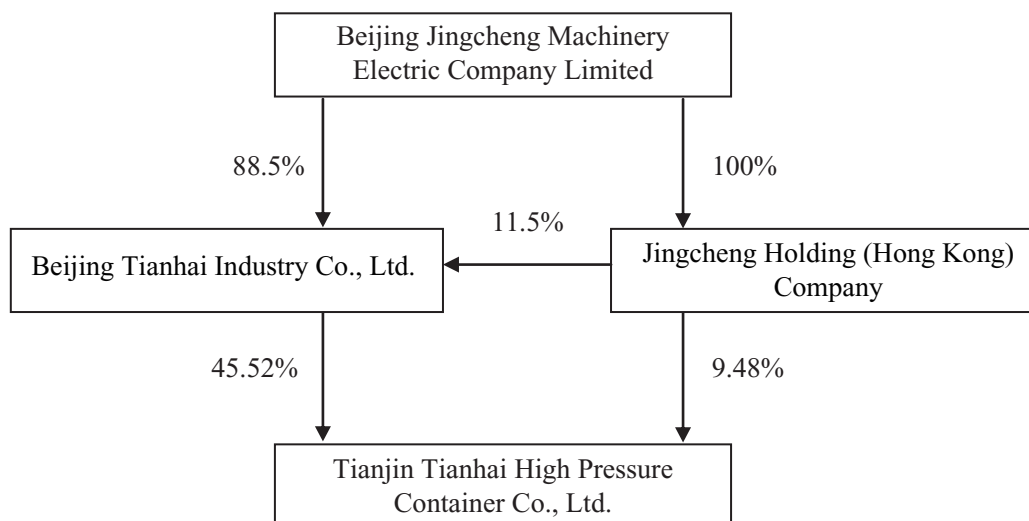 Beijing Jingcheng Machinery
Electric Company Limited
88.5%
100%
11.5%
Beijing Tianhai Industry Co., Ltd.
Jingcheng Holding (Hong Kong)
Company
45.52%
9.48%
Tianjin Tianhai High Pressure
Container Co., Ltd.